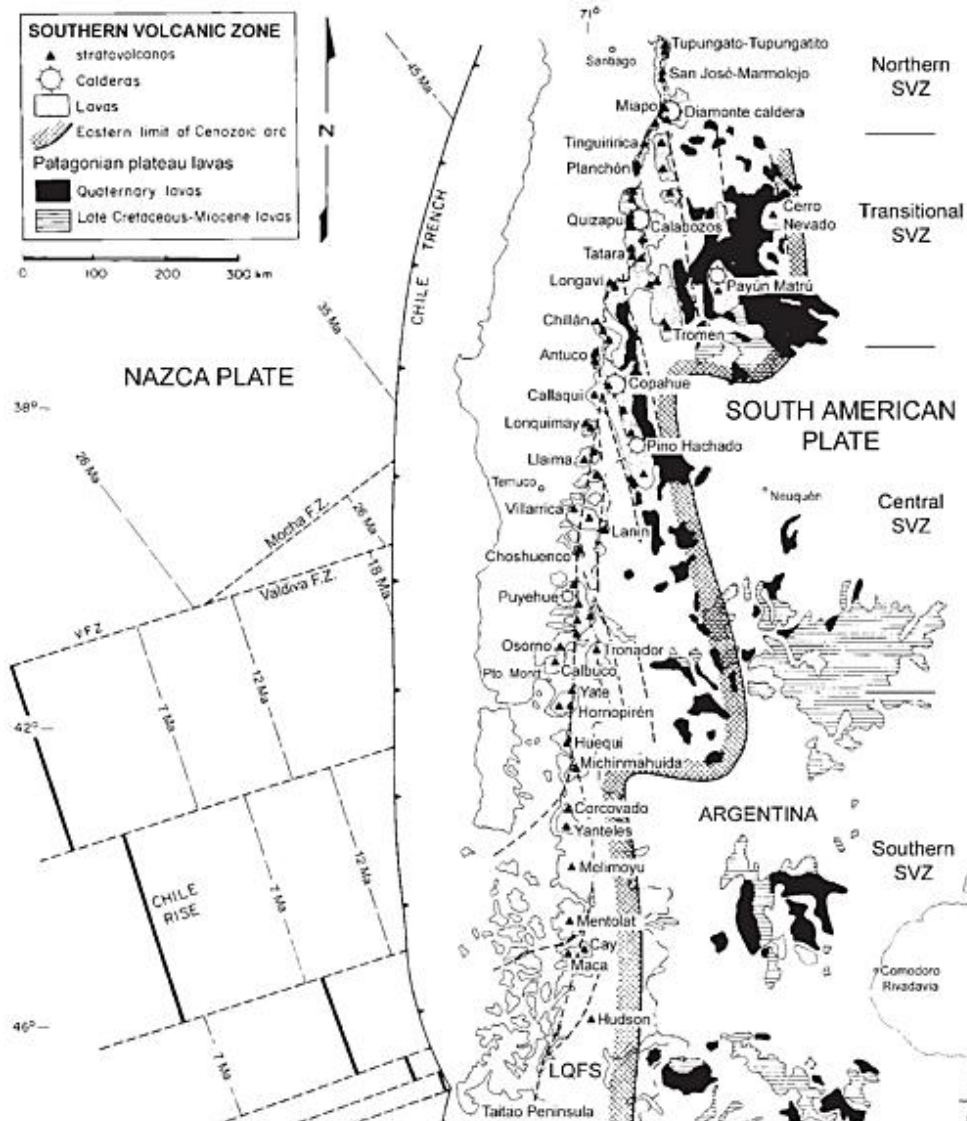 SOUTHERN VOLCANIC ZONE
stratovolcanos
Calderas
Lavas
Eastern limit of Cenozoic arc
Patagonian plateau lavas
Quaternary lavas
Late Cretaceous-Miocene lavas
0 100 200 300 km
N
45 Ma
CHILE TRENCH
71°
Santiago
Tupungato-Tupungatito
San José-Marmolejo
Miapo
Diamonte caldera
Tinguiririca
Planchón
Quizapu
Calabozos
Cerro
Nevado
Tatara
Longavi
Payún Matrú
Chillán
Tromen
Antuco
Copahue
Callaqui
Lonquimay
Pino Hachado
Llaima
Temuco
Neuquén
Villarrica
Lanin
Choshuenco
Puyehue
Osorno
Tronador
Calbuco
Pto. Montt
Yate
Hornopirén
Huequi
Michinmahuida
Corcovado
Yanteles
Melimoyu
Mentolat
Cay
Maca
Hudson
LQFS
Taitao Peninsula
Northern
SVZ
Transitional
SVZ
Central
SVZ
Southern
SVZ
35 Ma
NAZCA PLATE
SOUTH AMERICAN
PLATE
38°
26 Ma
Mocha F.Z.
26 Ma
Valdiva F.Z.
18 Ma
VFZ
7 Ma
12 Ma
42°
CHILE
RISE
7 Ma
12 Ma
ARGENTINA
Comodoro
Rivadavia
46°
7 Ma